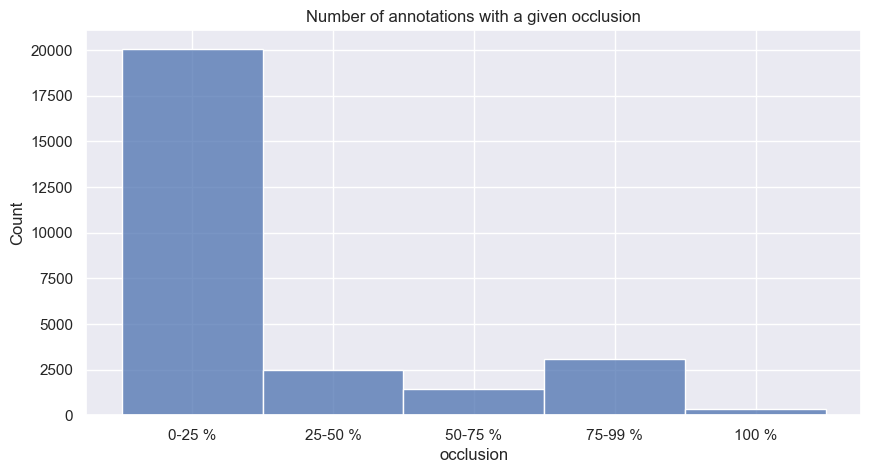 Number of annotations with a given occlusion
20000
17500
15000
12500
10000
7500
5000
2500
0
Count
0-25 % 25-50 % 50-75 % 75-99 % 100 %
occlusion